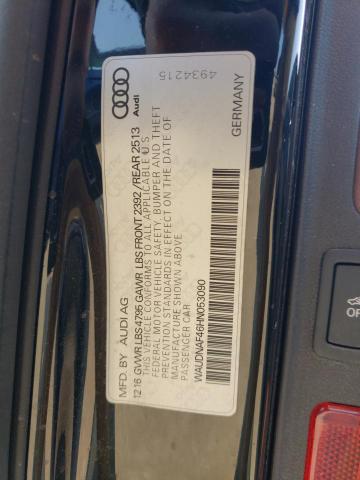 MFD. BY AUDI AG
12 16 GVWR LBS 4795 GAWR LBS FRONT 2392 /REAR 2513
THIS VEHICLE CONFORMS TO ALL APPLICABLE U S
FEDERAL MOTOR VEHICLE SAFETY, BUMPER AND THEFT
PREVENTION STANDARDS IN EFFECT ON THE DATE OF
MANUFACTURE SHOWN ABOVE.
PASSENGER CAR
WAUDNAF46HN053090
GERMANY
Audi
4934215